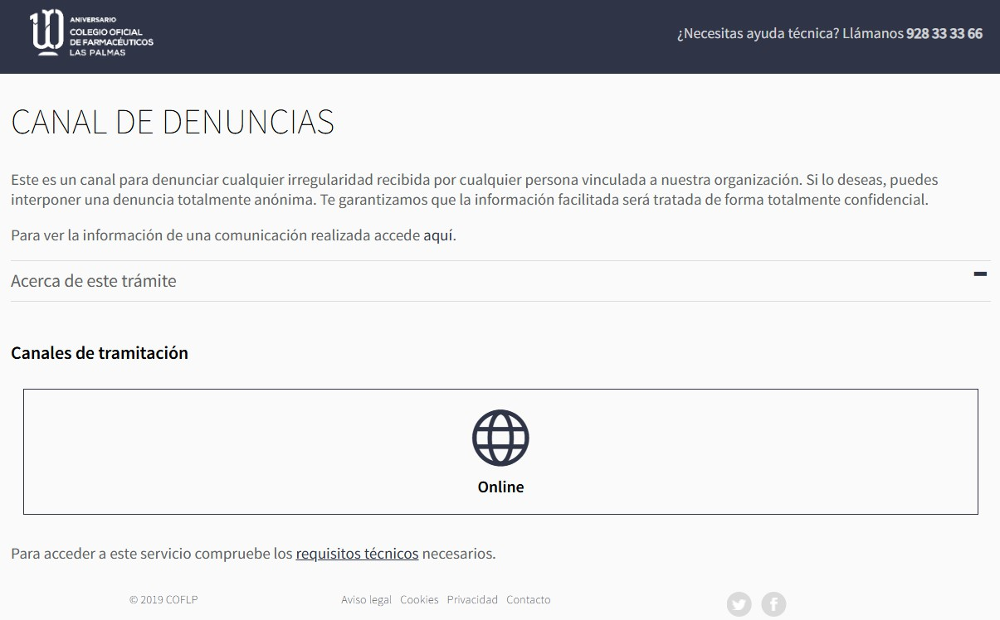 100 ANIVERSARIO
COLEGIO OFICIAL
DE FARMACÉUTICOS
LAS PALMAS
¿Necesitas ayuda técnica? Llámanos 928 33 33 66
CANAL DE DENUNCIAS
Este es un canal para denunciar cualquier irregularidad recibida por cualquier persona vinculada a nuestra organización. Si lo deseas, puedes
interponer una denuncia totalmente anónima. Te garantizamos que la información facilitada será tratada de forma totalmente confidencial.
Para ver la información de una comunicación realizada accede aquí.
Acerca de este trámite
Canales de tramitación
Online
Para acceder a este servicio compruebe los requisitos técnicos necesarios.
© 2019 COFLP
Aviso legal Cookies Privacidad Contacto